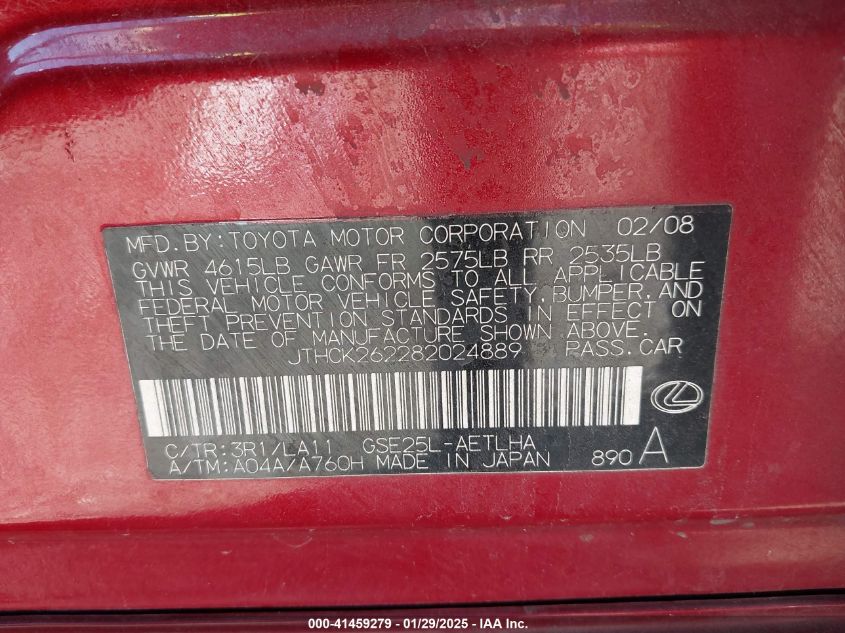 MFD.BY:TOYOTA MOTOR CORPORATION 02/08
GVWR 4615LB GAWR FR 2575LB RR 2535LB
THIS VEHICLE CONFORMS TO ALL APPLICABLE
FEDERAL MOTOR VEHICLE SAFETY,BUMPER,AND
THEFT PREVENTION STANDARDS IN EFFECT ON
THE DATE OF MANUFACTURE SHOWN ABOVE.
JTHCK262282024889 PASS.CAR
C/TR:3R1/LA11 GSE25L-AETLHA
A/TM:A04A/A760H MADE IN JAPAN 890 A
000-41459279 - 01/29/2025 - IAA Inc.